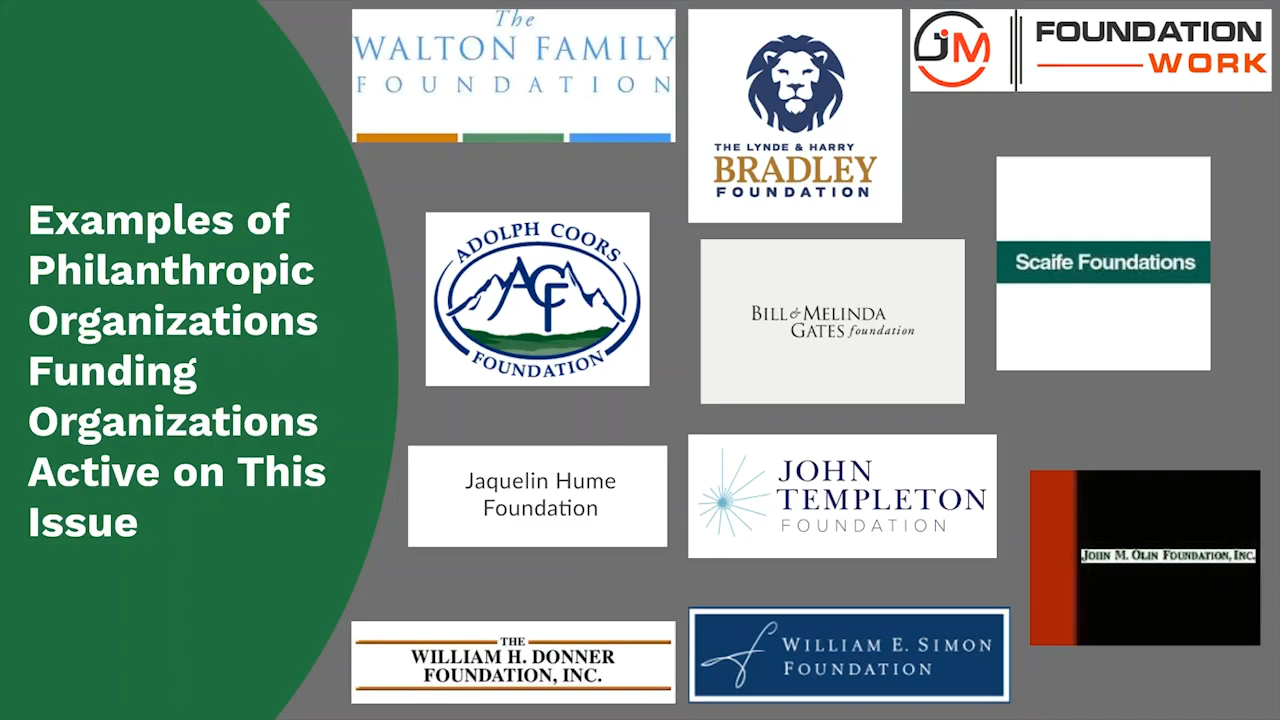 Examples of
Philanthropic
Organizations
Funding
Organizations
Active on This
Issue
The
WALTON FAMILY
FOUNDATION
THE LYNDE & HARRY
BRADLEY
FOUNDATION
JM
FOUNDATION
WORK
ADOLPH COORS
ACF
FOUNDATION
BILL & MELINDA
GATES foundation
Scaife Foundations
Jaquelin Hume
Foundation
JOHN
TEMPLETON
FOUNDATION
JOHN M. OLIN FOUNDATION, INC.
THE
WILLIAM H. DONNER
FOUNDATION, INC.
WILLIAM E. SIMON
FOUNDATION